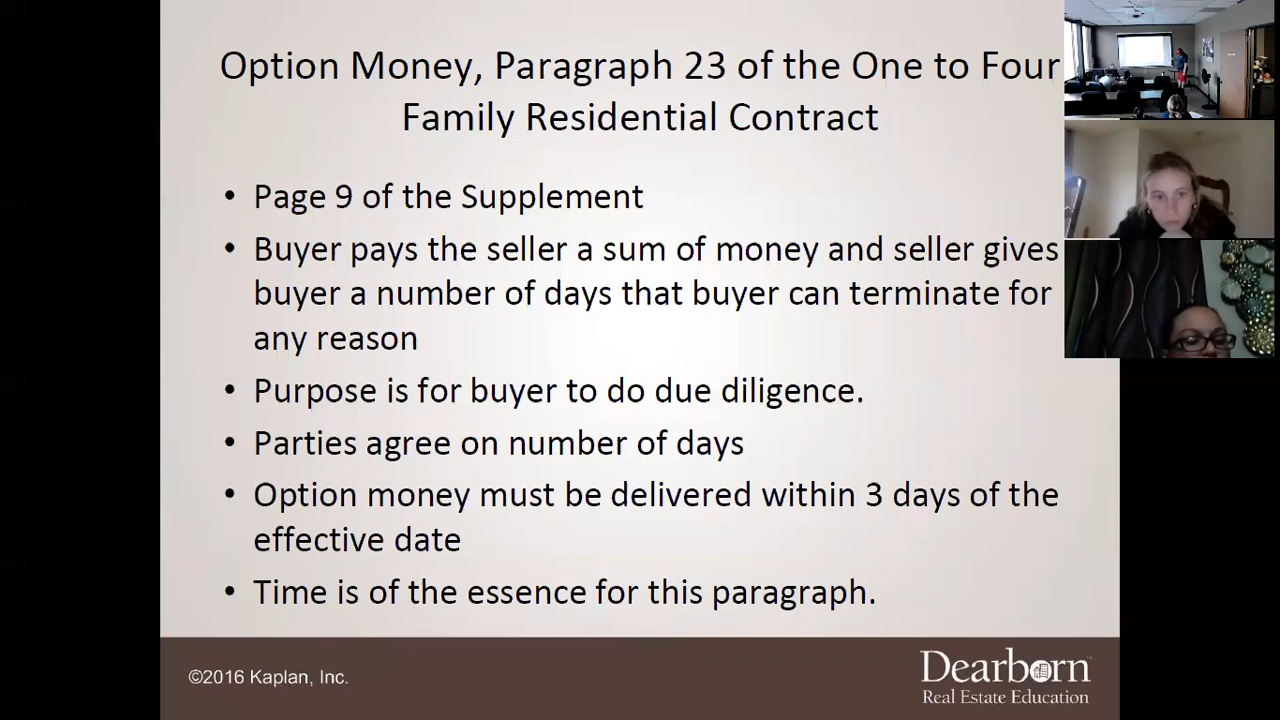 Option Money, Paragraph 23 of the One to Four
Family Residential Contract
• Page 9 of the Supplement
• Buyer pays the seller a sum of money and seller gives
buyer a number of days that buyer can terminate for
any reason
• Purpose is for buyer to do due diligence.
• Parties agree on number of days
• Option money must be delivered within 3 days of the
effective date
• Time is of the essence for this paragraph.
©2016 Kaplan, Inc.
Dearborn
Real Estate Education